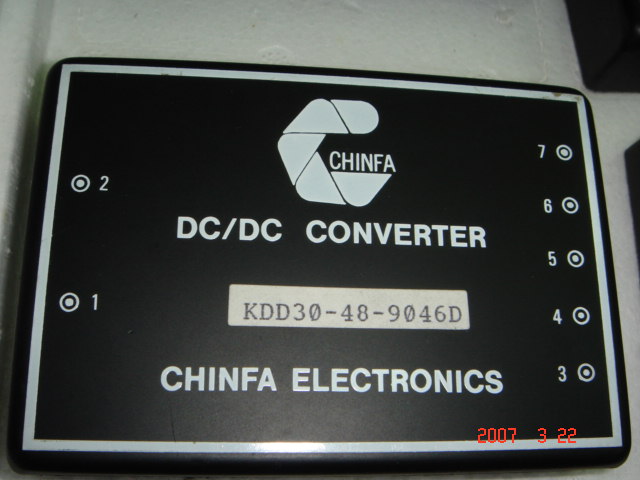 CHINFA
DC/DC CONVERTER
KDD30-48-9046D
CHINFA ELECTRONICS
2
1
7
6
5
4
3
2007 3 22